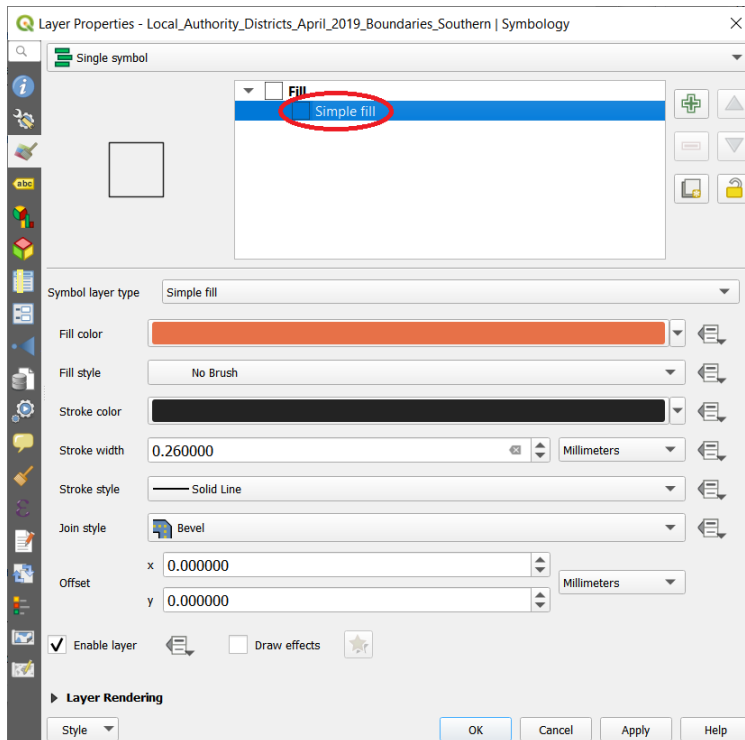 Layer Properties - Local_Authority_Districts_April_2019_Boundaries_Southern | Symbology
Single symbol
Fill
Simple fill
abc
Symbol layer type Simple fill
Fill color
Fill style No Brush
Stroke color
Stroke width 0.260000 Millimeters
Stroke style Solid Line
Join style Bevel
Offset x 0.000000 Millimeters
y 0.000000
Enable layer Draw effects
Layer Rendering
Style OK Cancel Apply Help